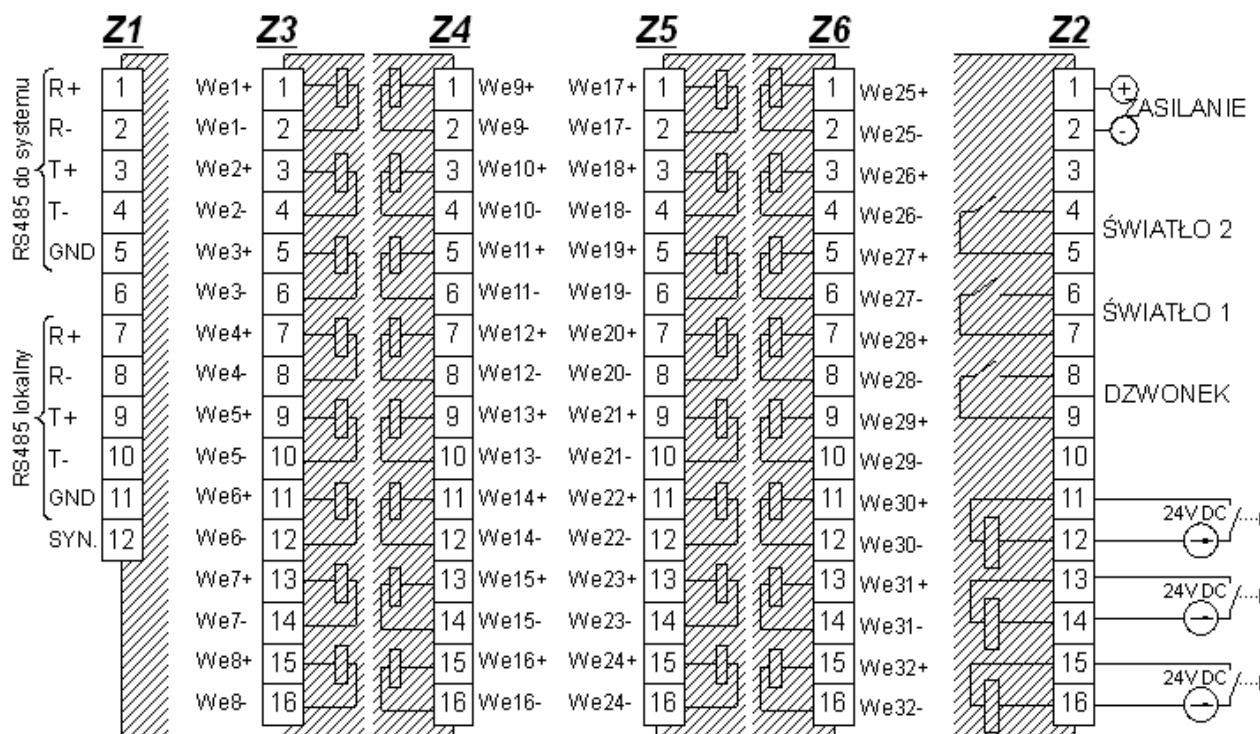 Z1 Z3 Z4 Z5 Z6 Z2
RS485 do systemu
R+ 1
R- 2
T+ 3
T- 4
GND 5
6
RS485 lokalny
R+ 7
R- 8
T+ 9
T- 10
GND 11
SYN. 12
We1+ 1
We1- 2
We2+ 3
We2- 4
We3+ 5
We3- 6
We4+ 7
We4- 8
We5+ 9
We5- 10
We6+ 11
We6- 12
We7+ 13
We7- 14
We8+ 15
We8- 16
1 We9+
2 We9-
3 We10+
4 We10-
5 We11+
6 We11-
7 We12+
8 We12-
9 We13+
10 We13-
11 We14+
12 We14-
13 We15+
14 We15-
15 We16+
16 We16-
We17+ 1
We17- 2
We18+ 3
We18- 4
We19+ 5
We19- 6
We20+ 7
We20- 8
We21+ 9
We21- 10
We22+ 11
We22- 12
We23+ 13
We23- 14
We24+ 15
We24- 16
1 We25+
2 We25-
3 We26+
4 We26-
5 We27+
6 We27-
7 We28+
8 We28-
9 We29+
10 We29-
11 We30+
12 We30-
13 We31+
14 We31-
15 We32+
16 We32-
1 +
ZASILANIE
2 -
3
4
ŚWIATŁO 2
5
6
ŚWIATŁO 1
7
8
DZWONEK
9
10
11
24V DC
12
13
24V DC
14
15
24V DC
16